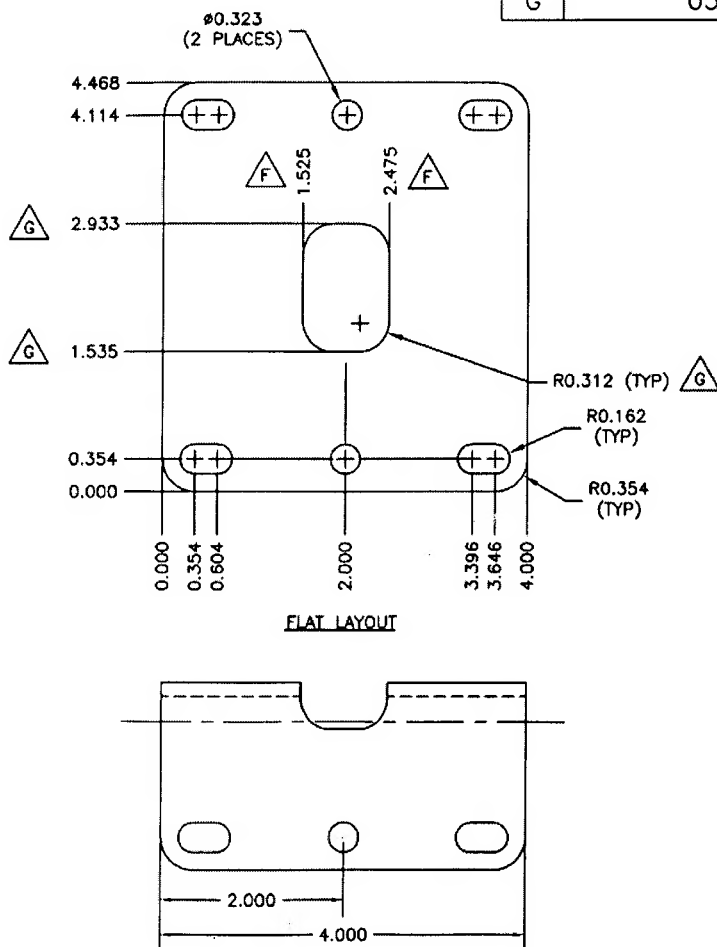 G
ø0.323
(2 PLACES)
4.468
4.114
F
1.525
2.475
F
G
2.933
G
1.535
R0.312 (TYP)
G
R0.162
(TYP)
0.354
0.000
R0.354
(TYP)
0.000
0.354
0.604
2.000
3.396
3.646
4.000
FLAT LAYOUT
2.000
4.000